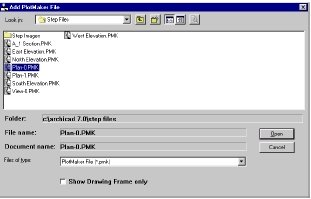 Add PlotMaker File
Look in: Step Files
Step Images
West Elevation.PMK
A_1 Section.PMK
East Elevation.PMK
North Elevation.PMK
Plan-0.PMK
Plan-1.PMK
South Elevation.PMK
View-0.PMK
Folder: c:\archicad 7.0\step files
File name: Plan-0.PMK
Open
Document name: Plan-0.PMK
Cancel
Files of type: PlotMaker File (*.pmk)
Show Drawing Frame only